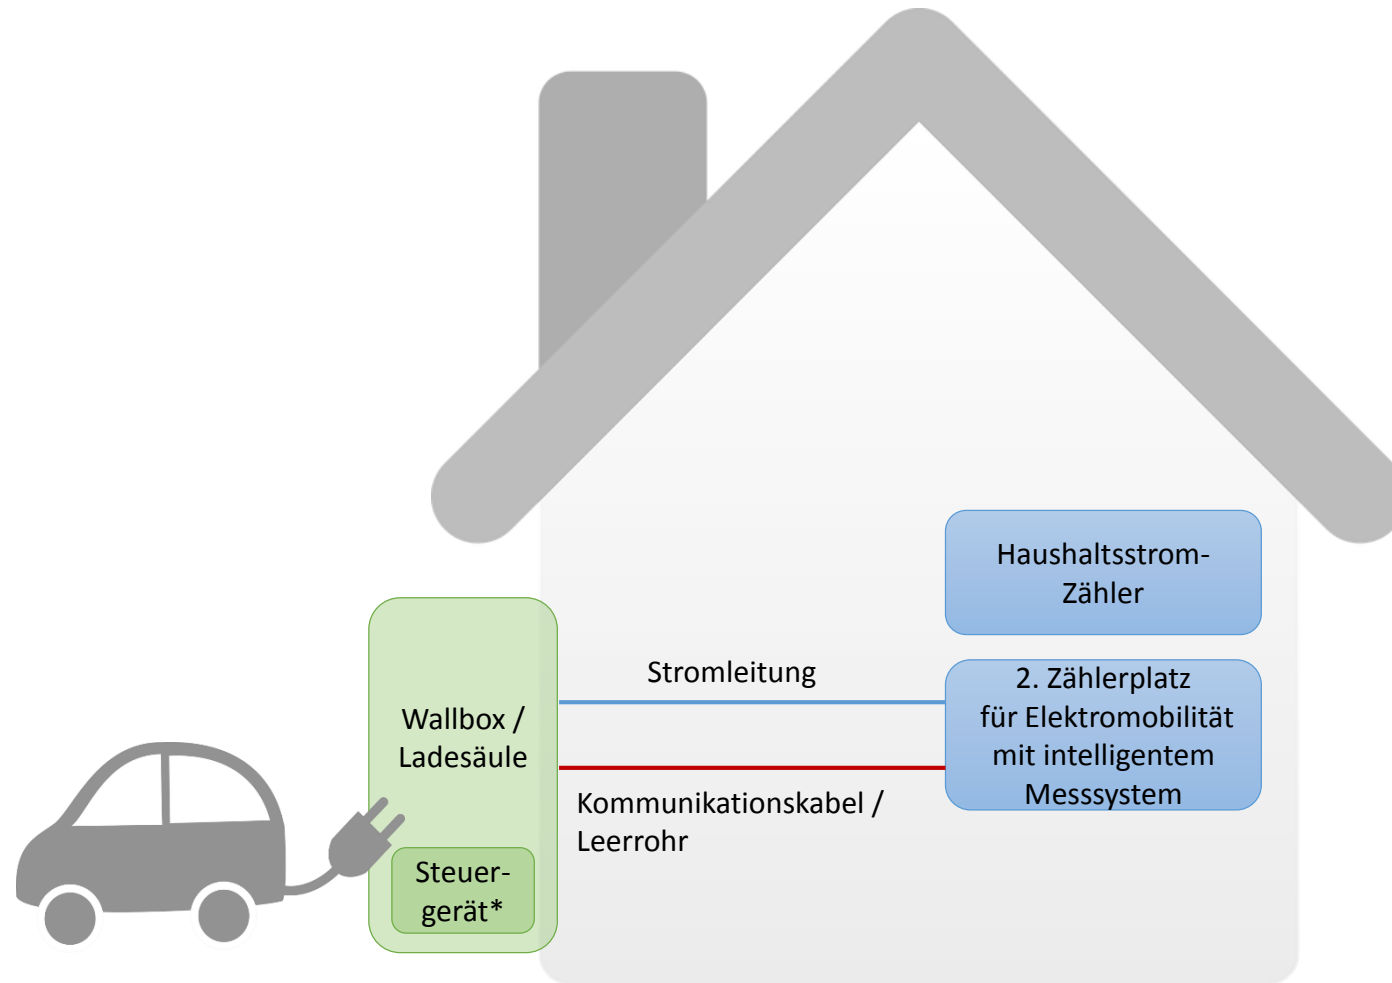 Haushaltsstrom-
Zähler
Stromleitung
2. Zählerplatz
für Elektromobilität
mit intelligentem
Messsystem
Wallbox /
Ladesäule
Kommunikationskabel /
Leerrohr
Steuer-
gerät*